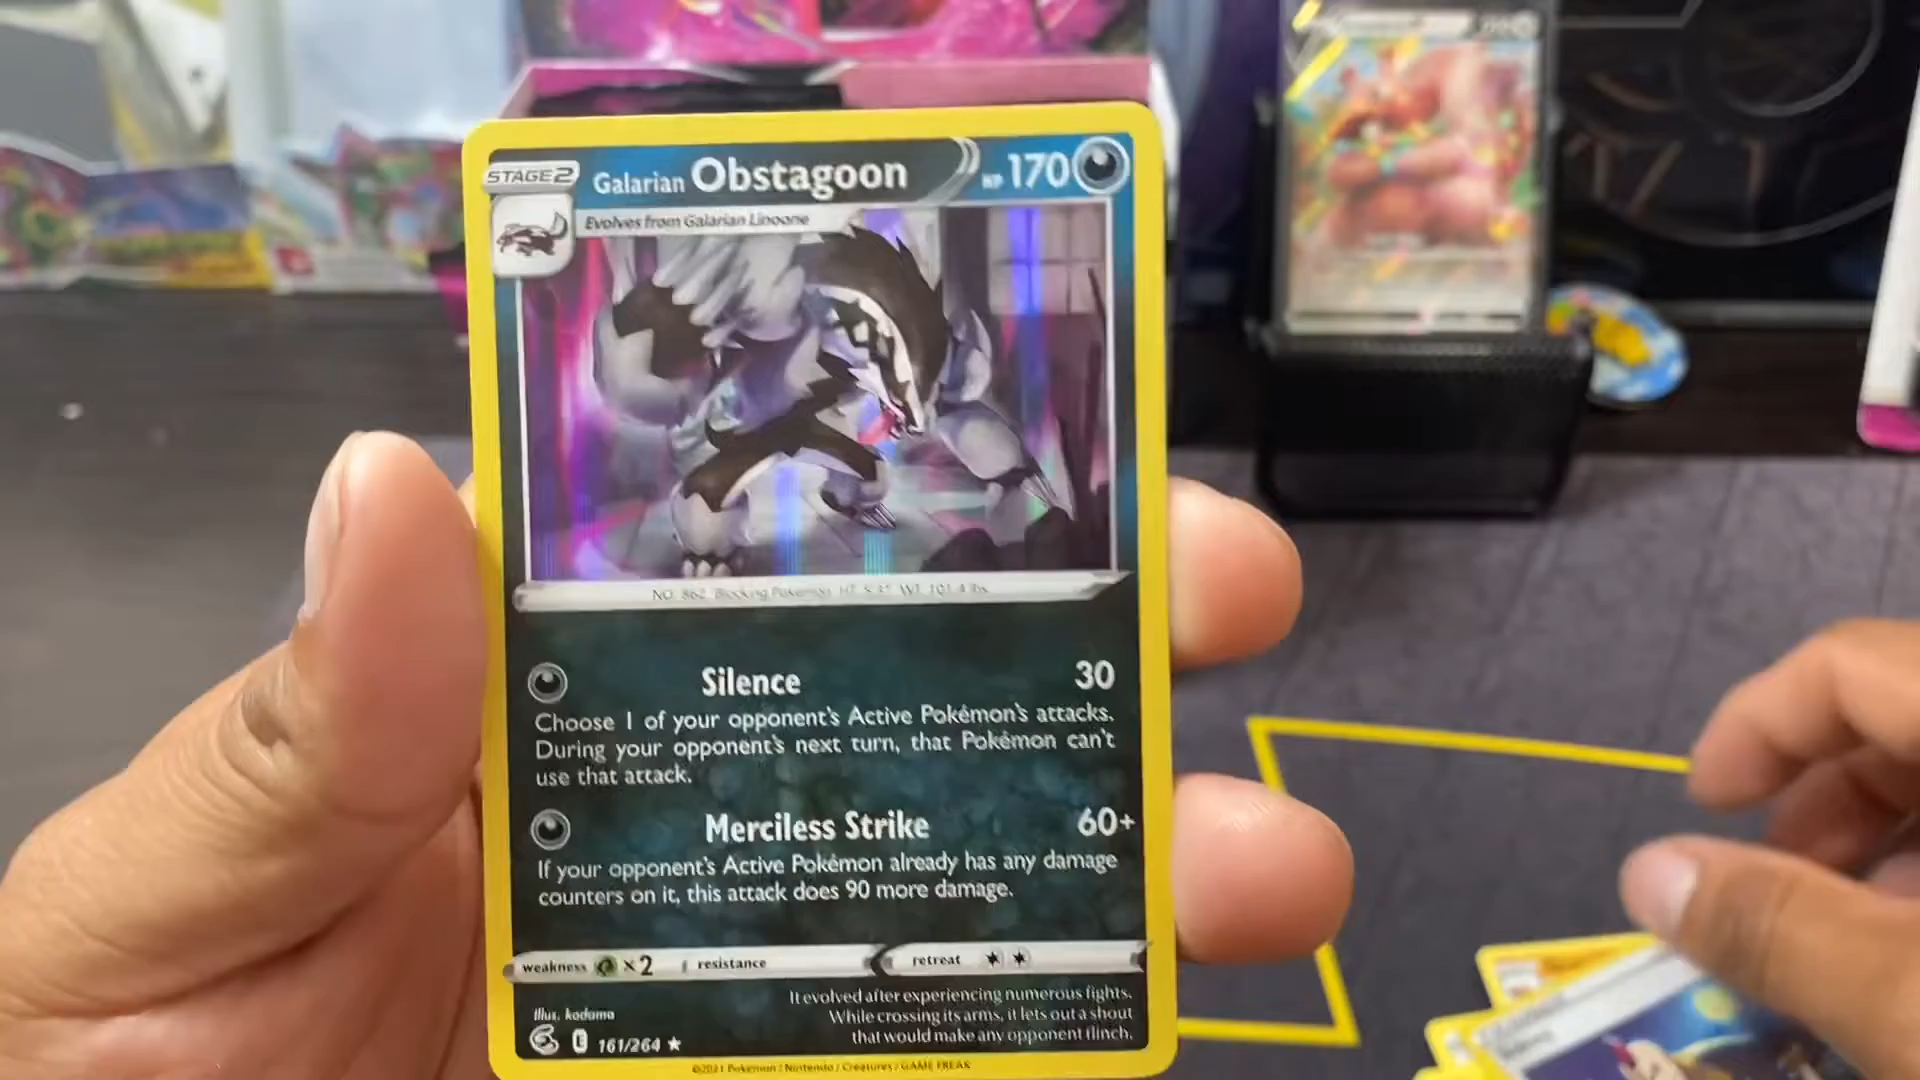 STAGE 2 Galarian Obstagoon HP 170
Evolves from Galarian Linoone
NO. 862 Blocking Pokémon HT 5'3" WT 101.4 lbs.
Silence 30
Choose 1 of your opponent's Active Pokémon's attacks.
During your opponent's next turn, that Pokémon can't
use that attack.
Merciless Strike 60+
If your opponent's Active Pokémon already has any damage
counters on it, this attack does 90 more damage.
weakness ×2 resistance retreat
It evolved after experiencing numerous fights.
While crossing its arms, it lets out a shout
that would make any opponent flinch.
Illus. kodama
E 161/264 ★
©2021 Pokémon / Nintendo / Creatures / GAME FREAK